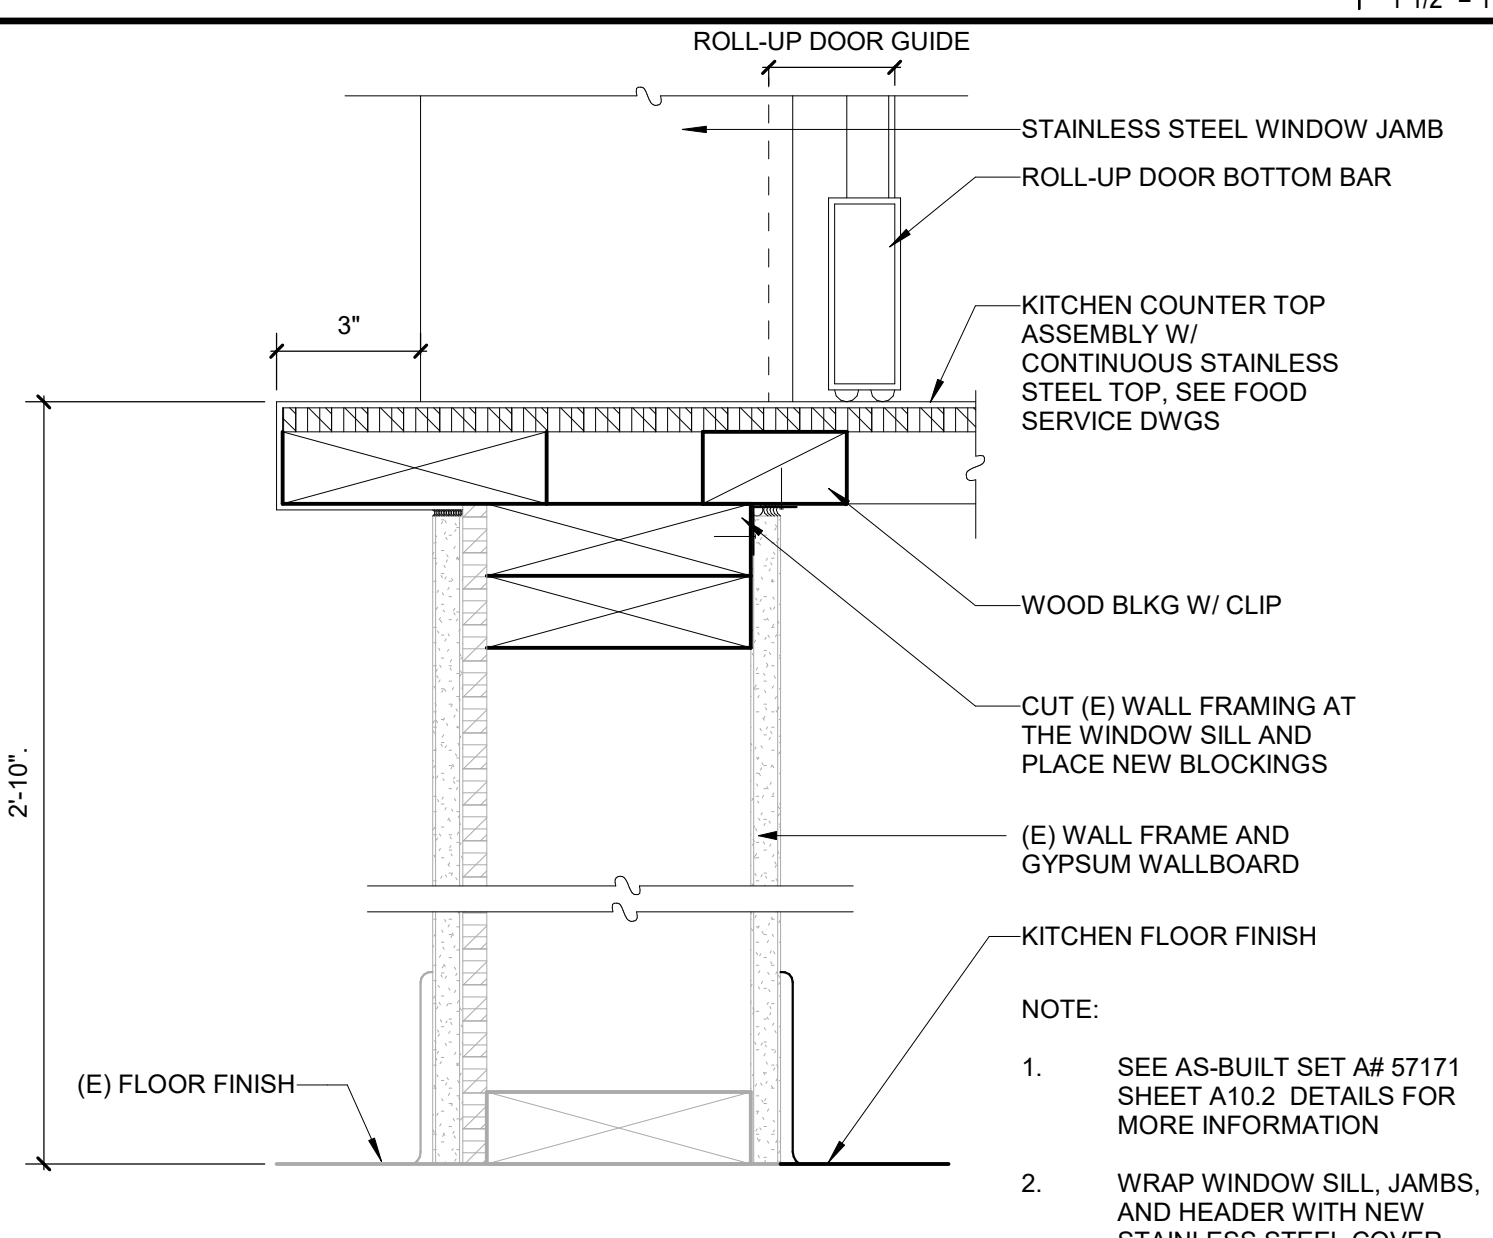 ROLL-UP DOOR GUIDE
STAINLESS STEEL WINDOW JAMB
ROLL-UP DOOR BOTTOM BAR
3"
KITCHEN COUNTER TOP
ASSEMBLY W/
CONTINUOUS STAINLESS
STEEL TOP, SEE FOOD
SERVICE DWGS
WOOD BLKG W/ CLIP
CUT (E) WALL FRAMING AT
THE WINDOW SILL AND
PLACE NEW BLOCKINGS
2'-10".
(E) WALL FRAME AND
GYPSUM WALLBOARD
KITCHEN FLOOR FINISH
(E) FLOOR FINISH
NOTE:
1. SEE AS-BUILT SET A# 57171
SHEET A10.2 DETAILS FOR
MORE INFORMATION
2. WRAP WINDOW SILL, JAMBS,
AND HEADER WITH NEW
STAINLESS STEEL COVER